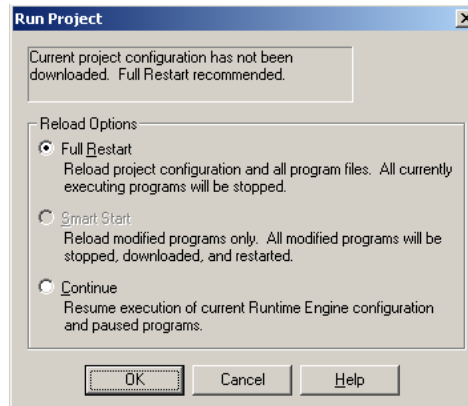 Run Project
Current project configuration has not been
downloaded. Full Restart recommended.
Reload Options
Full Restart
Reload project configuration and all program files. All currently
executing programs will be stopped.
Smart Start
Reload modified programs only. All modified programs will be
stopped, downloaded, and restarted.
Continue
Resume execution of current Runtime Engine configuration
and paused programs.
OK Cancel Help